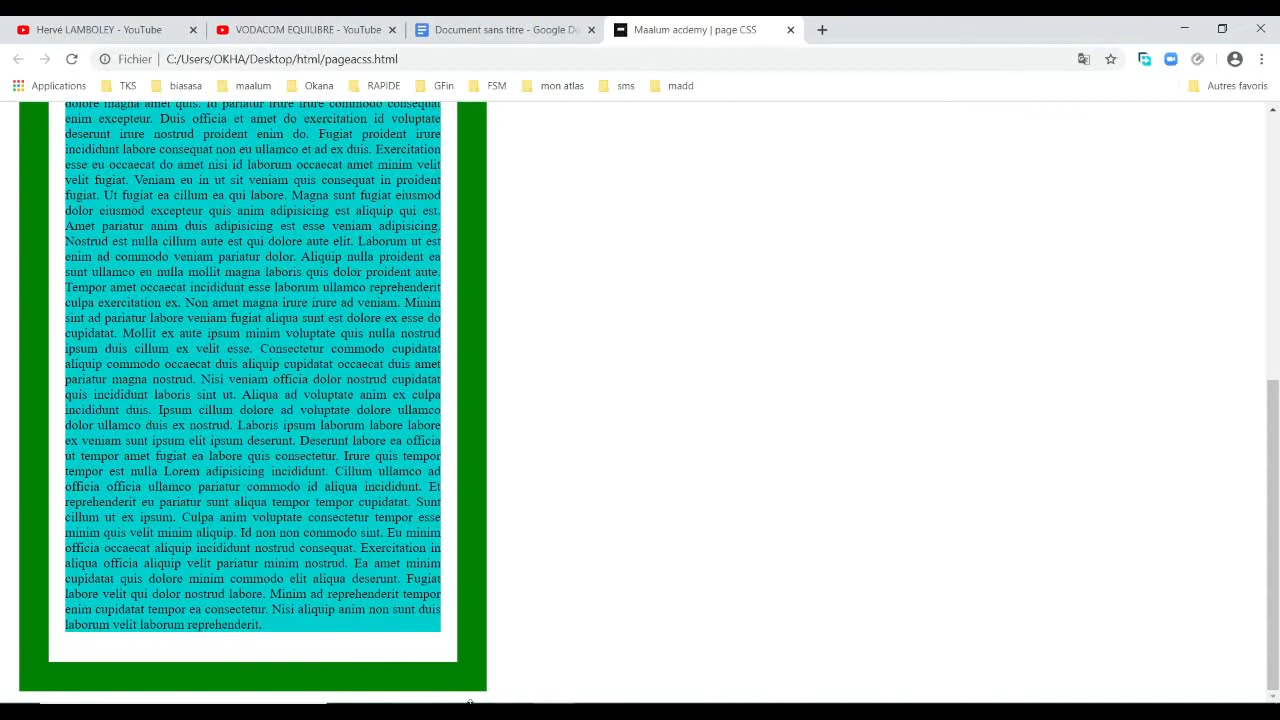 Hervé LAMBOLEY - YouTube
VODACOM EQUILIBRE - YouTube
Document sans titre - Google Do
Maalum acdemy | page CSS
Fichier | C:/Users/OKHA/Desktop/html/pageacss.html
Applications TKS biasasa maalum Okana RAPIDE GFin FSM mon atlas sms madd Autres favoris
dolore magna amet quis. Id pariatur irure irure commodo consequat
enim excepteur. Duis officia et amet do exercitation id voluptate
deserunt irure nostrud proident enim do. Fugiat proident irure
incididunt labore consequat non eu ullamco et ad ex duis. Exercitation
esse eu occaecat do amet nisi id laborum occaecat amet minim velit
velit fugiat. Veniam eu in ut sit veniam quis consequat in proident
fugiat. Ut fugiat ea cillum ea qui labore. Magna sunt fugiat eiusmod
dolor eiusmod excepteur quis anim adipisicing est aliquip qui est.
Amet pariatur anim duis adipisicing est esse veniam adipisicing.
Nostrud est nulla cillum aute est qui dolore aute elit. Laborum ut est
enim ad commodo veniam pariatur dolor. Aliquip nulla proident ea
sunt ullamco eu nulla mollit magna laboris quis dolor proident aute.
Tempor amet occaecat incididunt esse laborum ullamco reprehenderit
culpa exercitation ex. Non amet magna irure irure ad veniam. Minim
sint ad pariatur labore veniam fugiat aliqua sunt est dolore ex esse do
cupidatat. Mollit ex aute ipsum minim voluptate quis nulla nostrud
ipsum duis cillum ex velit esse. Consectetur commodo cupidatat
aliquip commodo occaecat duis aliquip cupidatat occaecat duis amet
pariatur magna nostrud. Nisi veniam officia dolor nostrud cupidatat
quis incididunt laboris sint ut. Aliqua ad voluptate anim ex culpa
incididunt duis. Ipsum cillum dolore ad voluptate dolore ullamco
dolor ullamco duis ex nostrud. Laboris ipsum laborum labore labore
ex veniam sunt ipsum elit ipsum deserunt. Deserunt labore ea officia
ut tempor amet fugiat ea labore quis consectetur. Irure quis tempor
tempor est nulla Lorem adipisicing incididunt. Cillum ullamco ad
officia officia ullamco pariatur commodo id aliqua incididunt. Et
reprehenderit eu pariatur sunt aliqua tempor tempor cupidatat. Sunt
cillum ut ex ipsum. Culpa anim voluptate consectetur tempor esse
minim quis velit minim aliquip. Id non non commodo sint. Eu minim
officia occaecat aliquip incididunt nostrud consequat. Exercitation in
aliqua officia aliquip velit pariatur minim nostrud. Ea amet minim
cupidatat quis dolore minim commodo elit aliqua deserunt. Fugiat
labore velit qui dolor nostrud labore. Minim ad reprehenderit tempor
enim cupidatat tempor ea consectetur. Nisi aliquip anim non sunt duis
laborum velit laborum reprehenderit.